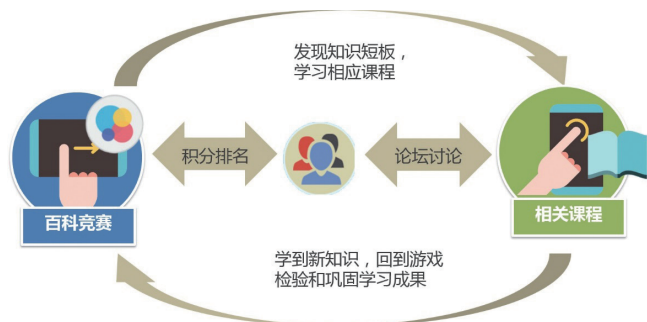 发现知识短板，
学习相应课程
积分排名
论坛讨论
百科竞赛
相关课程
学到新知识，回到游戏
检验和巩固学习成果